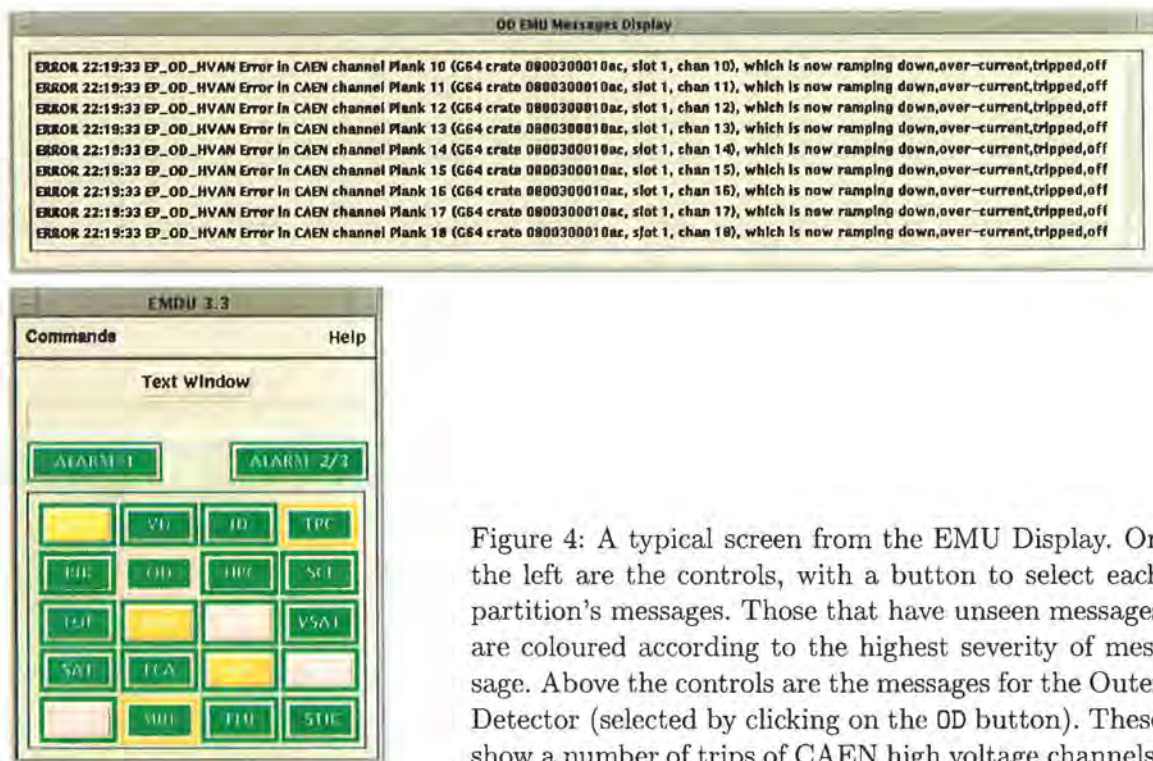 OD EMU Messages Display
ERROR 22:19:33 EP_OD_HVAN Error in CAEN channel Plank 10 (G64 crate 0800300010ac, slot 1, chan 10), which is now ramping down,over-current,tripped,off
ERROR 22:19:33 EP_OD_HVAN Error in CAEN channel Plank 11 (G64 crate 0800300010ac, slot 1, chan 11), which is now ramping down,over-current,tripped,off
ERROR 22:19:33 EP_OD_HVAN Error in CAEN channel Plank 12 (G64 crate 0800300010ac, slot 1, chan 12), which is now ramping down,over-current,tripped,off
ERROR 22:19:33 EP_OD_HVAN Error in CAEN channel Plank 13 (G64 crate 0800300010ac, slot 1, chan 13), which is now ramping down,over-current,tripped,off
ERROR 22:19:33 EP_OD_HVAN Error in CAEN channel Plank 14 (G64 crate 0800300010ac, slot 1, chan 14), which is now ramping down,over-current,tripped,off
ERROR 22:19:33 EP_OD_HVAN Error in CAEN channel Plank 15 (G64 crate 0800300010ac, slot 1, chan 15), which is now ramping down,over-current,tripped,off
ERROR 22:19:33 EP_OD_HVAN Error in CAEN channel Plank 16 (G64 crate 0800300010ac, slot 1, chan 16), which is now ramping down,over-current,tripped,off
ERROR 22:19:33 EP_OD_HVAN Error in CAEN channel Plank 17 (G64 crate 0800300010ac, slot 1, chan 17), which is now ramping down,over-current,tripped,off
ERROR 22:19:33 EP_OD_HVAN Error in CAEN channel Plank 18 (G64 crate 0800300010ac, slot 1, chan 18), which is now ramping down,over-current,tripped,off
EMDU 3.3
Commands Help
Text Window
ALARM 1 ALARM 2/3
VD ID TPC
OD HPC
TOF VSAT
SAT
STIC
Figure 4: A typical screen from the EMU Display. On
the left are the controls, with a button to select each
partition's messages. Those that have unseen messages
are coloured according to the highest severity of mes
sage. Above the controls are the messages for the Oute
Detector (selected by clicking on the OD button). These
show a number of trips of CAEN high voltage channels